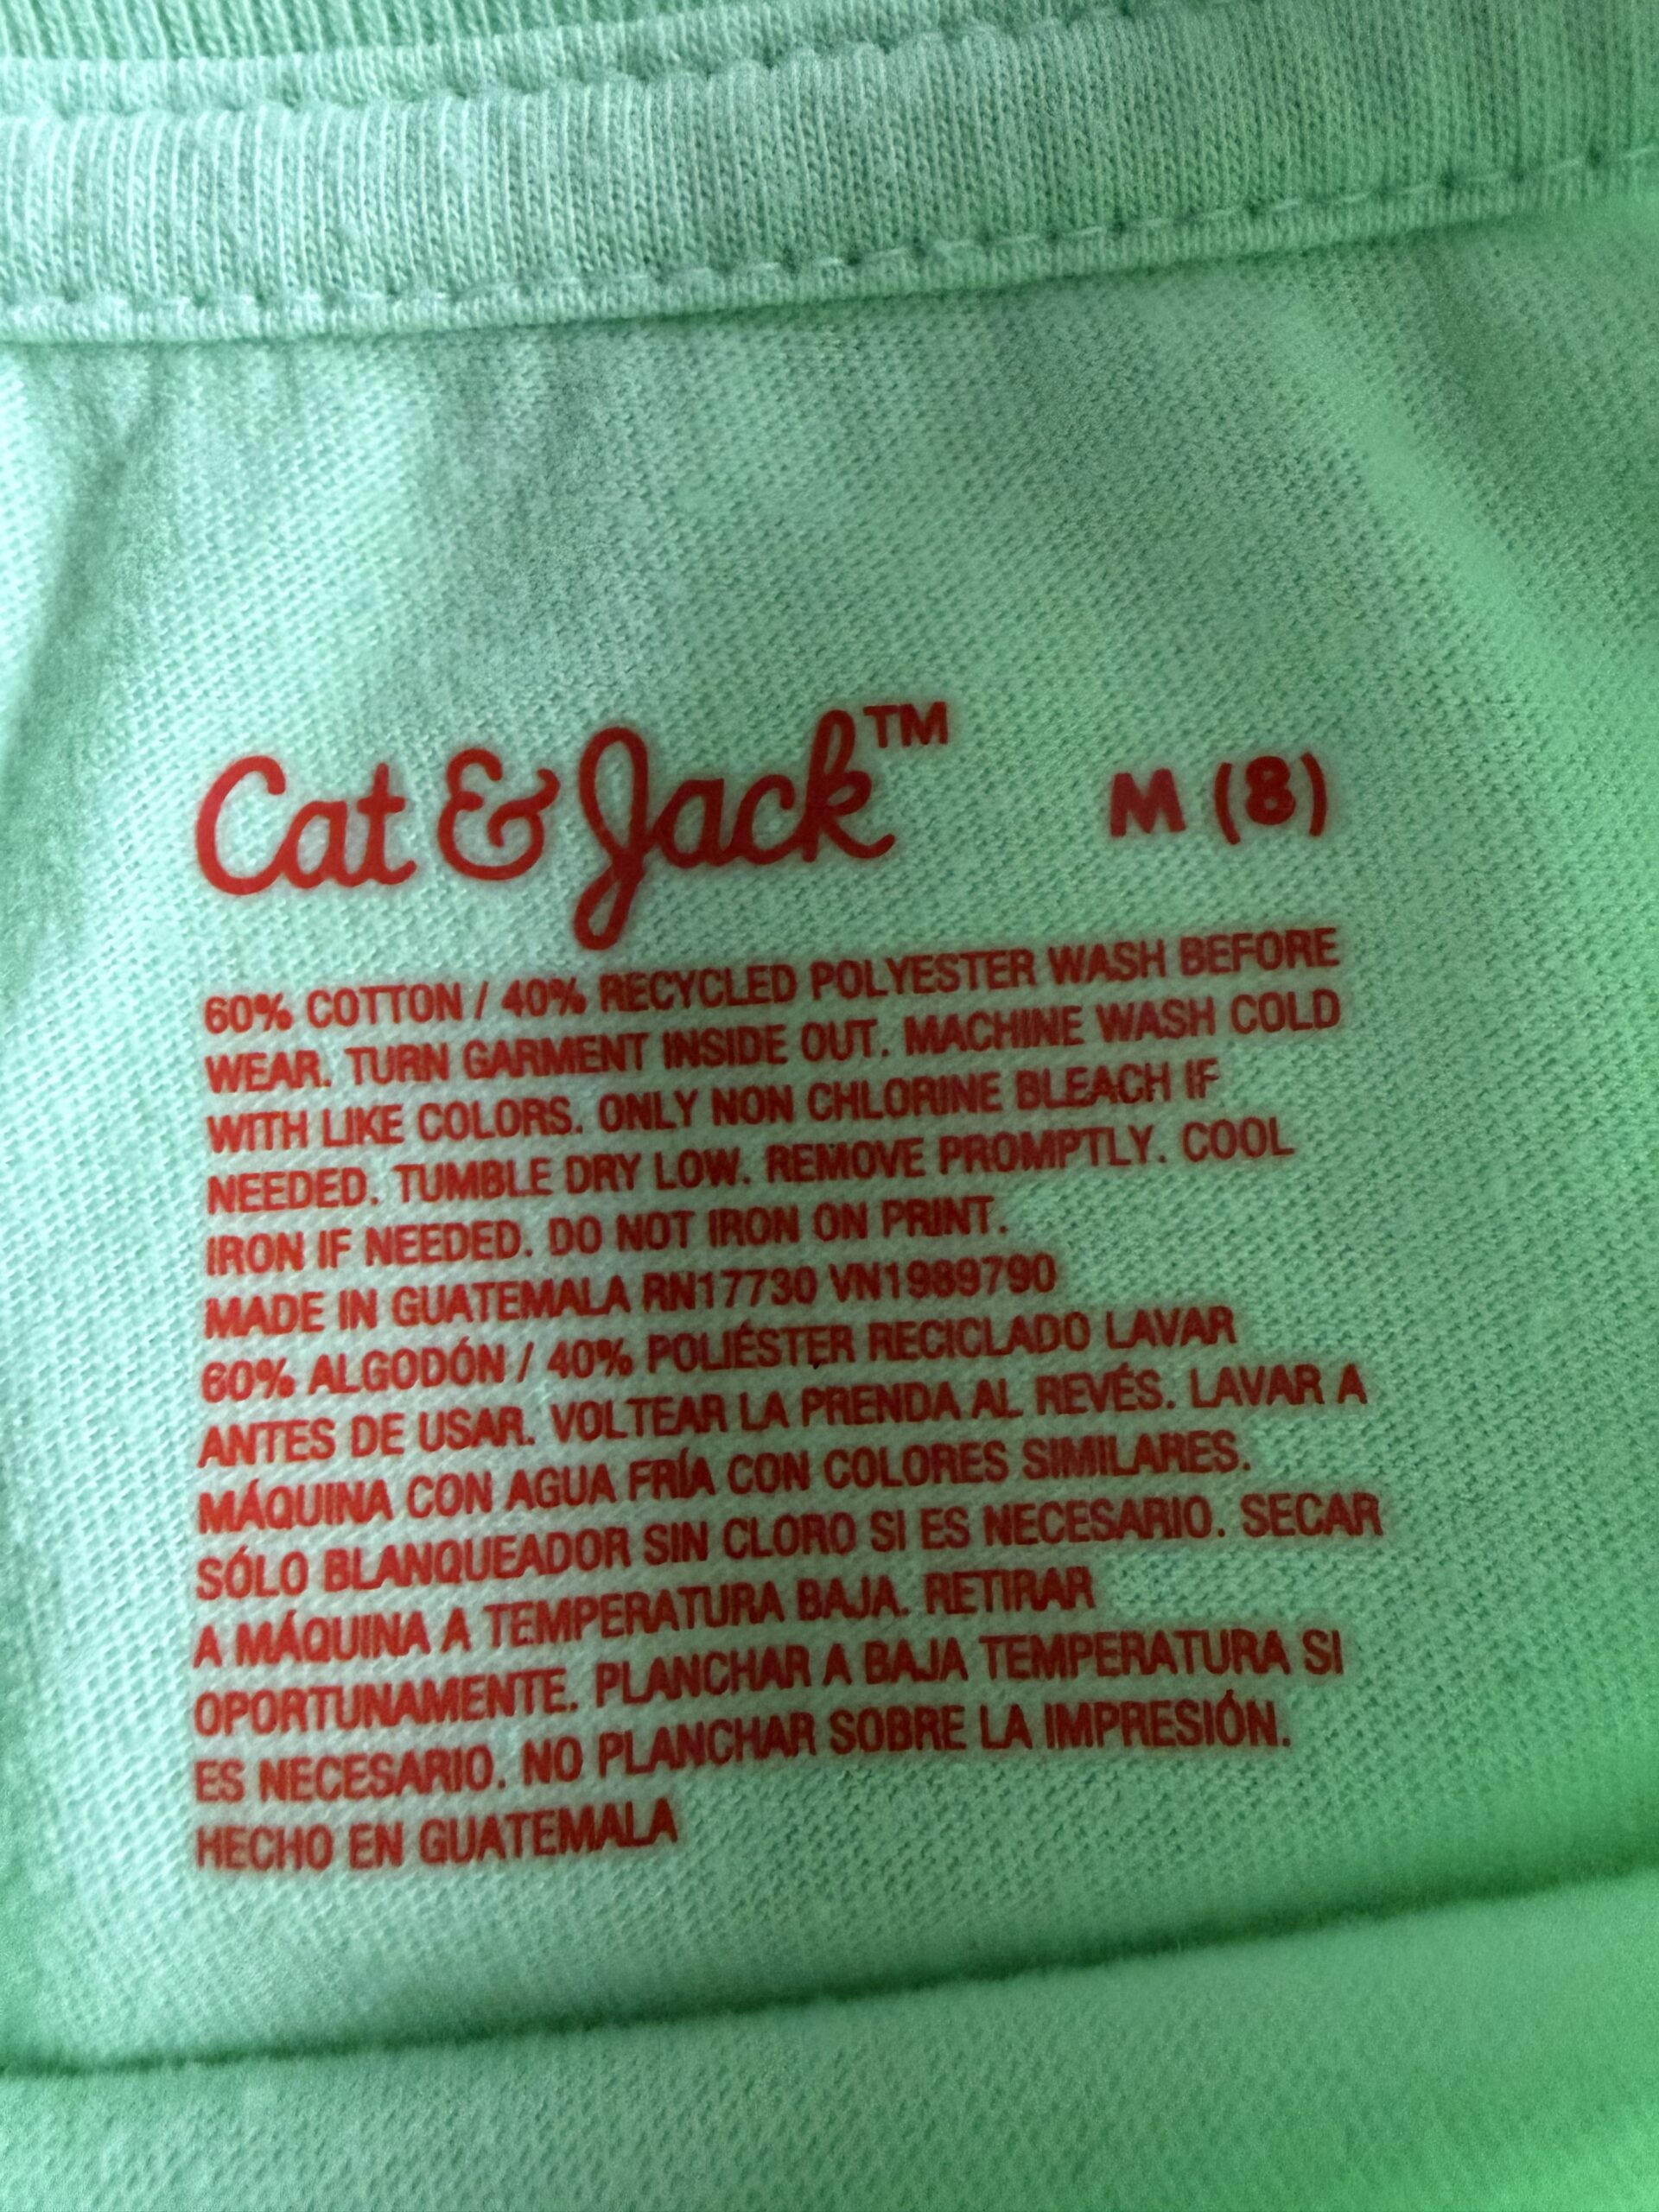 Cat & Jack™ M (8)
60% COTTON / 40% RECYCLED POLYESTER WASH BEFORE
WEAR. TURN GARMENT INSIDE OUT. MACHINE WASH COLD
WITH LIKE COLORS. ONLY NON CHLORINE BLEACH IF
NEEDED. TUMBLE DRY LOW. REMOVE PROMPTLY. COOL
IRON IF NEEDED. DO NOT IRON ON PRINT.
MADE IN GUATEMALA RN17730 VN1989790
60% ALGODÓN / 40% POLIÉSTER RECICLADO LAVAR
ANTES DE USAR. VOLTEAR LA PRENDA AL REVÉS. LAVAR A
MÁQUINA CON AGUA FRÍA CON COLORES SIMILARES.
SÓLO BLANQUEADOR SIN CLORO SI ES NECESARIO. SECAR
A MÁQUINA A TEMPERATURA BAJA. RETIRAR
OPORTUNAMENTE. PLANCHAR A BAJA TEMPERATURA SI
ES NECESARIO. NO PLANCHAR SOBRE LA IMPRESIÓN.
HECHO EN GUATEMALA